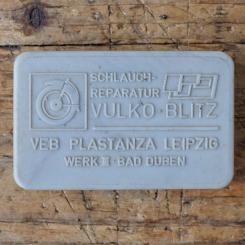 SCHLAUCH-
REPARATUR
VULKO-BLITZ
VEB PLASTANZA LEIPZIG
WERK II · BAD DÜBEN